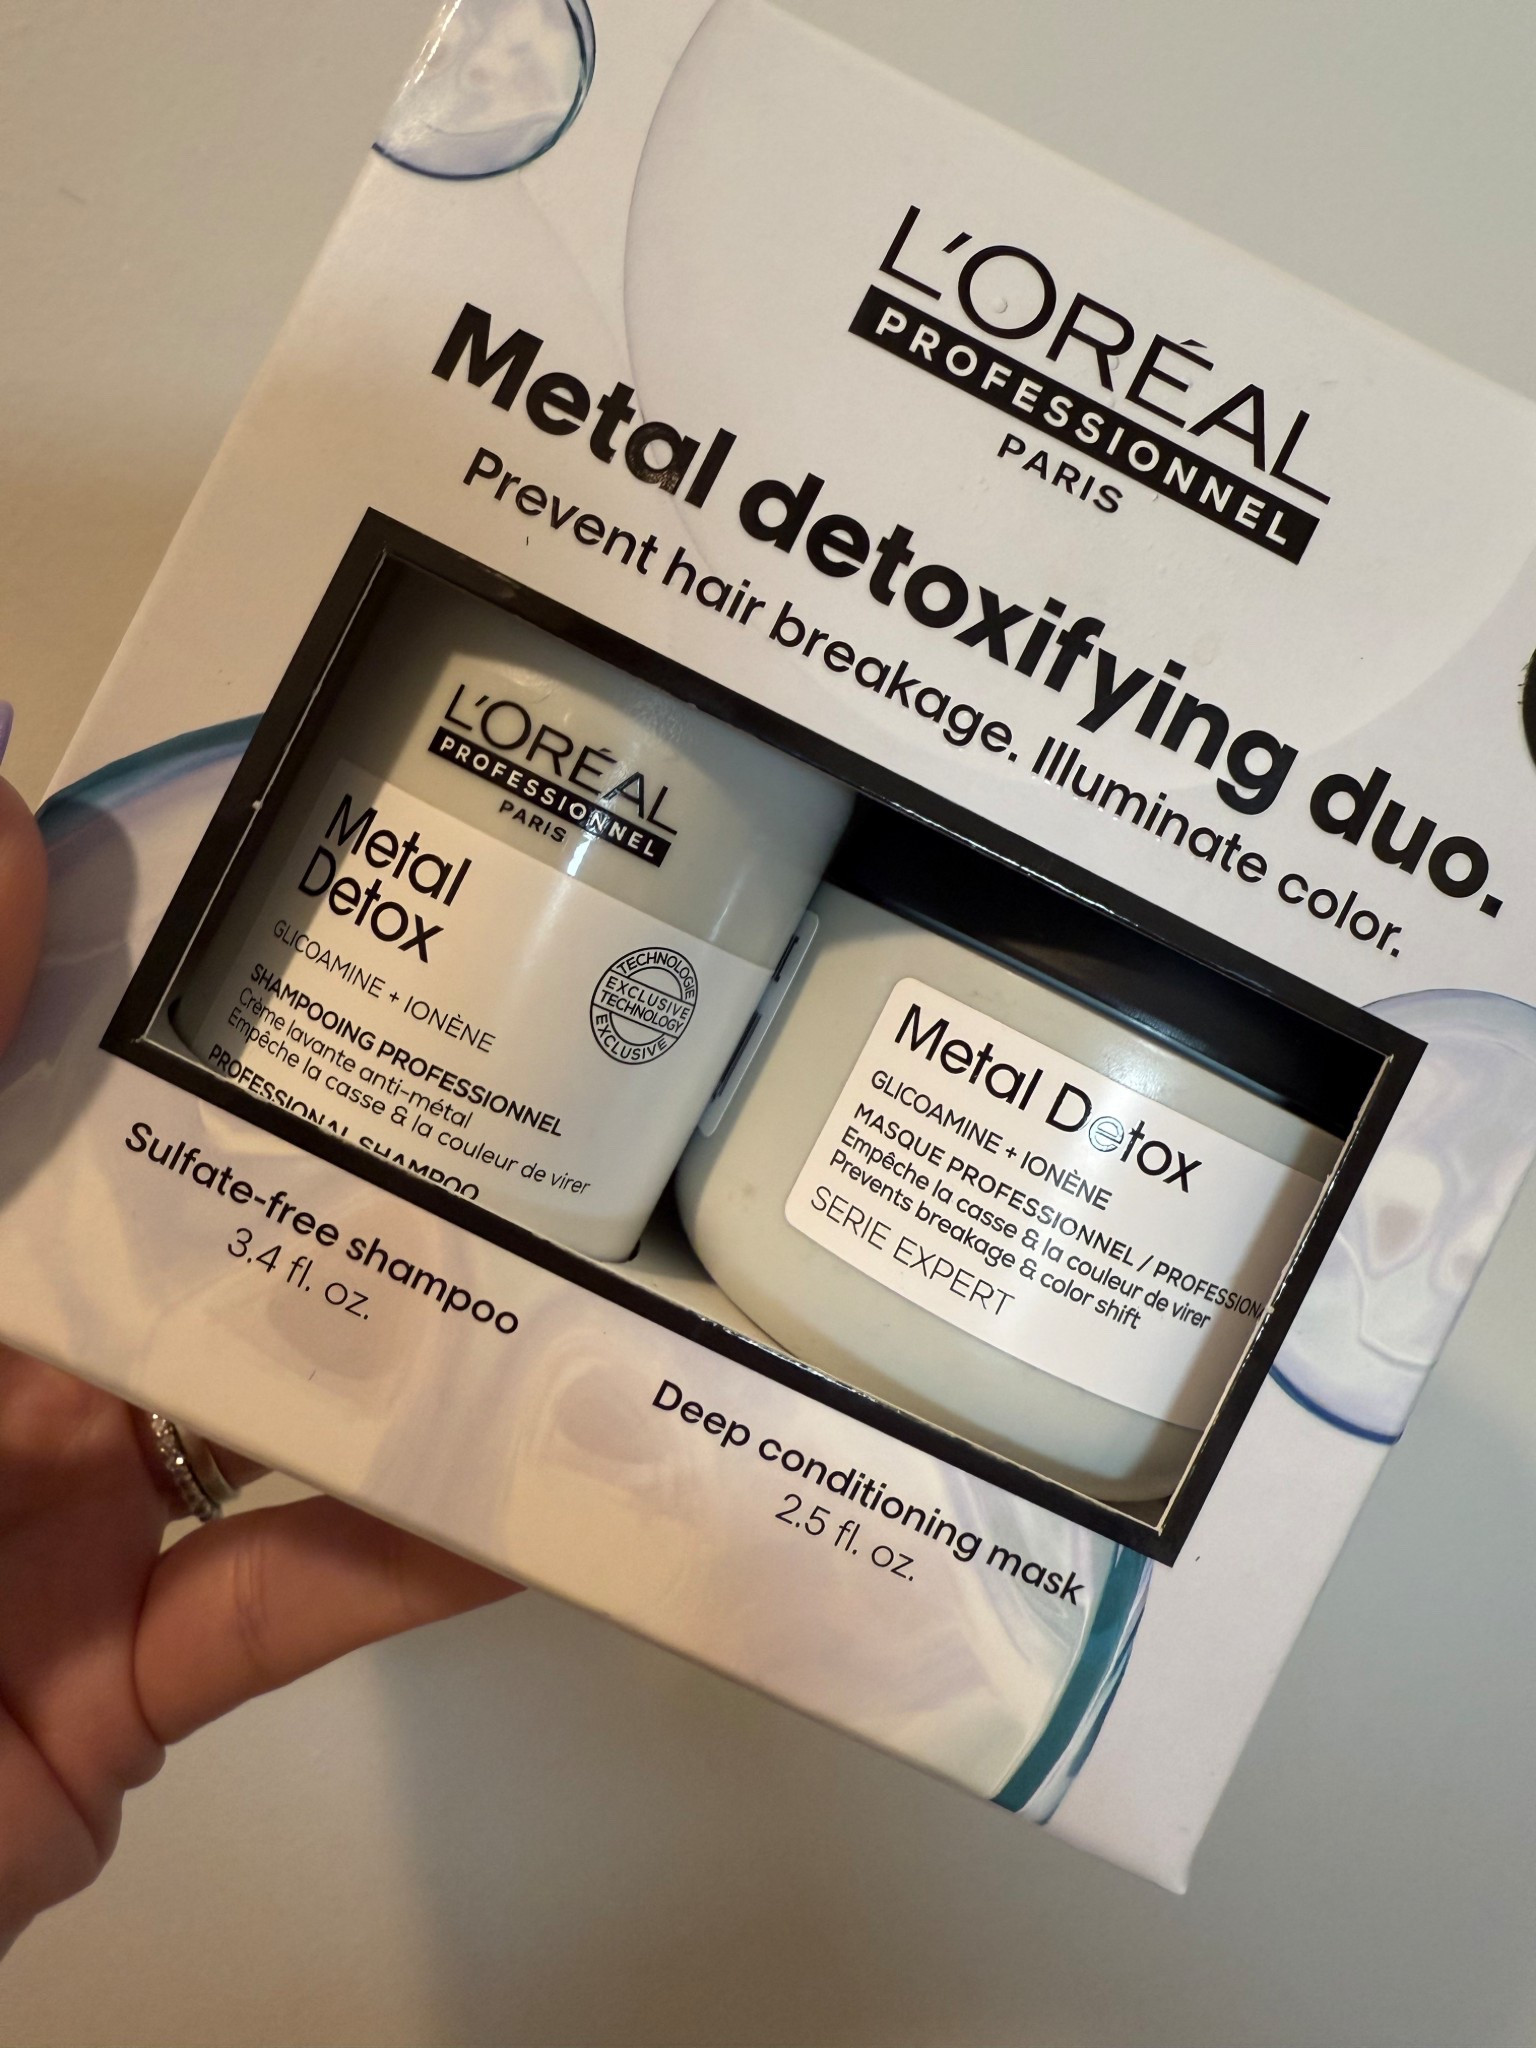 L'ORÉAL
PROFESSIONNEL
PARIS
Metal detoxifying duo.
Prevent hair breakage. Illuminate color.
L'ORÉAL
PROFESSIONNEL
PARIS
Metal
Detox
GLICOAMINE + IONÈNE
SHAMPOOING PROFESSIONNEL
Crème lavante anti-métal
Empêche la casse & la couleur de virer
PROFESSIONAL SHAMPOO
TECHNOLOGIE
EXCLUSIVE
TECHNOLOGY
EXCLUSIVE
Metal Detox
GLICOAMINE + IONÈNE
MASQUE PROFESSIONNEL / PROFESSIONA
Empêche la casse & la couleur de virer
Prevents breakage & color shift
SERIE EXPERT
Sulfate-free shampoo
3.4 fl. oz.
Deep conditioning mask
2.5 fl. oz.